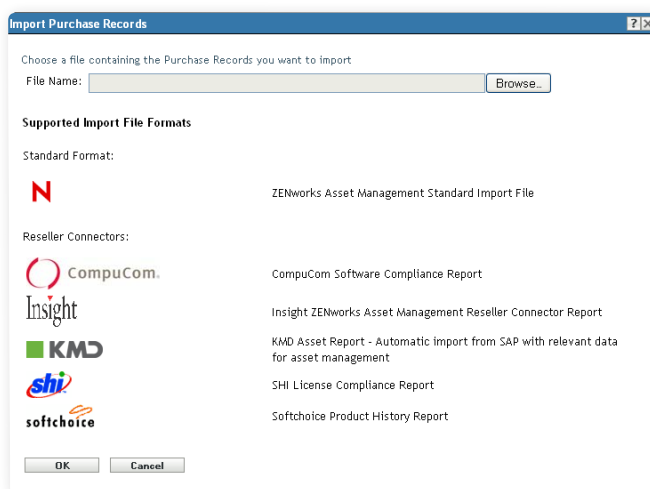 Import Purchase Records ? X
Choose a file containing the Purchase Records you want to import
File Name: Browse...
Supported Import File Formats
Standard Format:
N ZENworks Asset Management Standard Import File
Reseller Connectors:
CompuCom. CompuCom Software Compliance Report
Insight Insight ZENworks Asset Management Reseller Connector Report
KMD KMD Asset Report - Automatic import from SAP with relevant data
for asset management
shi SHI License Compliance Report
softchoice Softchoice Product History Report
OK Cancel